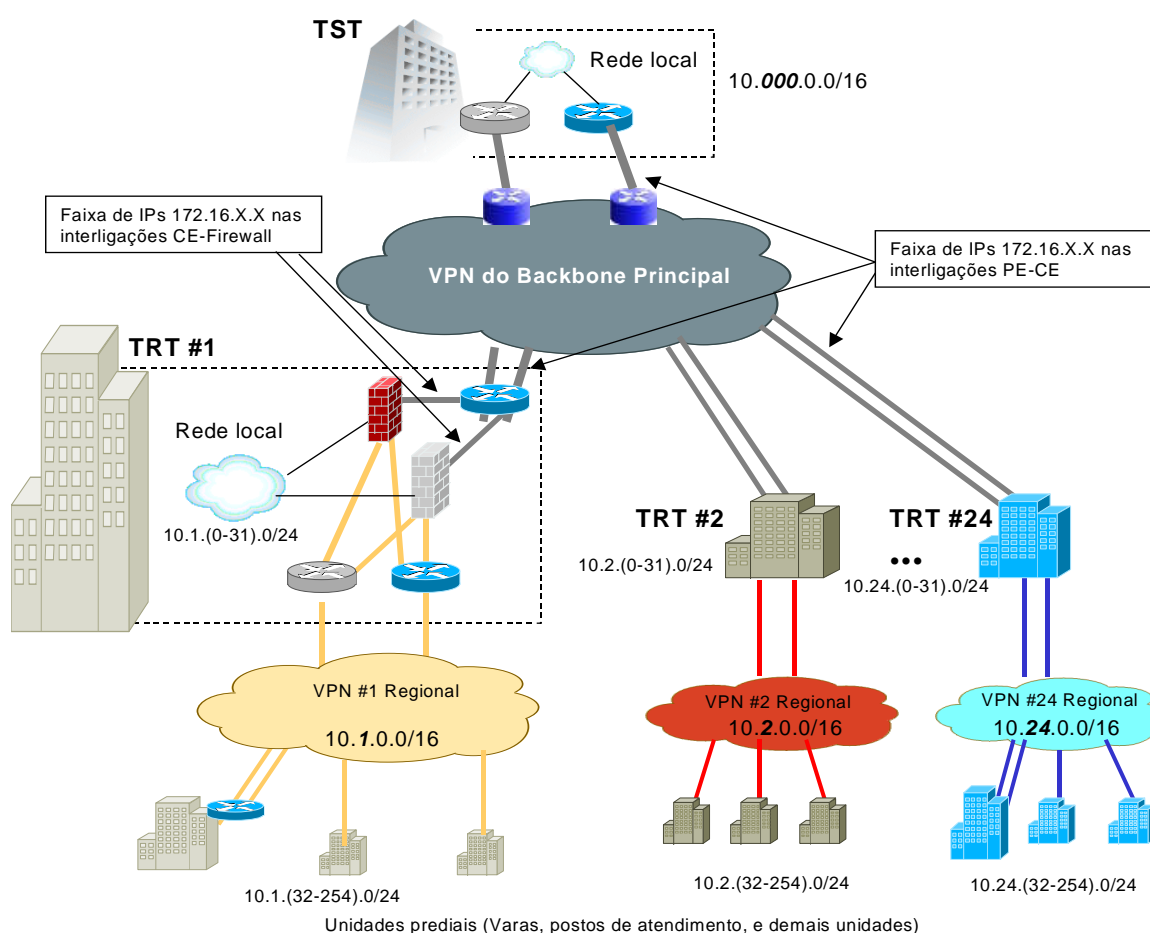 TST
Rede local
10.000.0.0/16
Faixa de IPs 172.16.X.X nas
interligações CE-Firewall
Faixa de IPs 172.16.X.X nas
interligações PE-CE
VPN do Backbone Principal
TRT #1
Rede local
10.1.(0-31).0/24
TRT #2
10.2.(0-31).0/24
TRT #24
•••
10.24.(0-31).0/24
VPN #1 Regional
10.1.0.0/16
VPN #2 Regional
10.2.0.0/16
VPN #24 Regional
10.24.0.0/16
10.1.(32-254).0/24
10.2.(32-254).0/24
10.24.(32-254).0/24
Unidades prediais (Varas, postos de atendimento, e demais unidades)